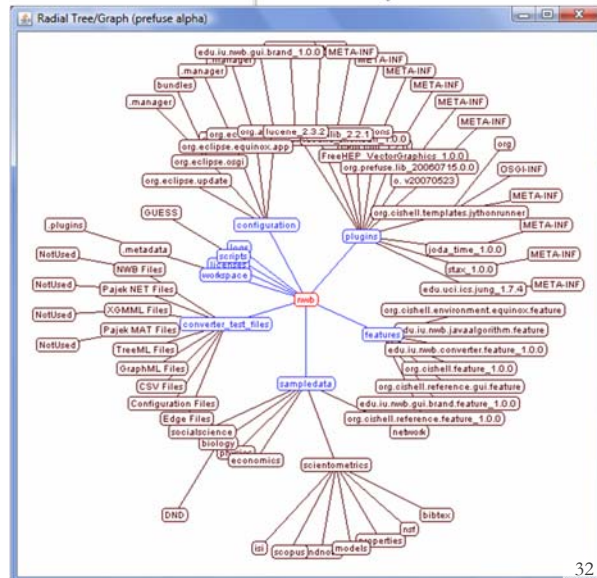 Radial Tree/Graph (prefuse alpha)
edu.iu.nwb.gui.brand_1.0.0
META-INF
.manager
META-INF
.manager
META-INF
bundles
META-INF
.manager
META-INF
META-INF
lucene_2.3.2
lib_2.2.1
org.eclipse.equinox.app
FreeHEP_VectorGraphics_1.0.0
org
org.eclipse.osgi
org.prefuse.lib_20060715.0.0
OSGI-INF
org.eclipse.update
o. v20070523
META-INF
GUESS
org.cishell.templates.jythonrunner
.plugins
configuration
plugins
META-INF
.metadata
logs
joda_time_1.0.0
NotUsed
scripts
META-INF
NWB Files
licenses
stax_1.0.0
NotUsed
workspace
META-INF
Pajek NET Files
edu.uci.ics.jung_1.7.4
nwb
NotUsed
XGMML Files
org.cishell.environment.equinox.feature
converter_test_files
edu.iu.nwb.javaalgorithm.feature
NotUsed
Pajek MAT Files
features
edu.iu.nwb.converter.feature_1.0.0
TreeML Files
org.cishell.feature_1.0.0
GraphML Files
org.cishell.reference.gui.feature
CSV Files
sampledata
edu.iu.nwb.gui.brand.feature_1.0.0
Configuration Files
org.cishell.reference.feature_1.0.0
Edge Files
network
socialscience
biology
economics
scientometrics
DND
bibtex
nsf
properties
isi
scopus
models
32